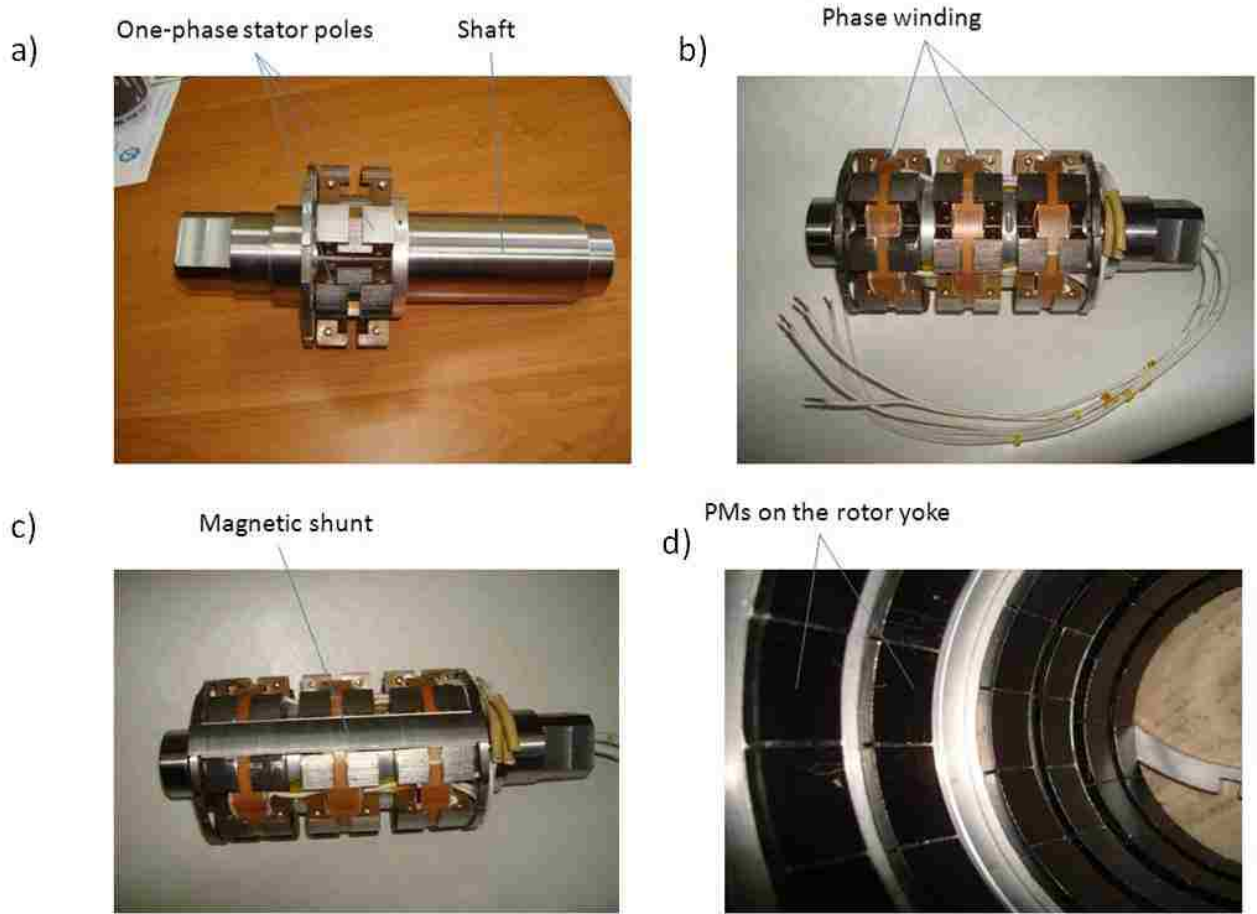 a)
One-phase stator poles
Shaft
b)
Phase winding
c)
Magnetic shunt
d)
PMs on the rotor yoke